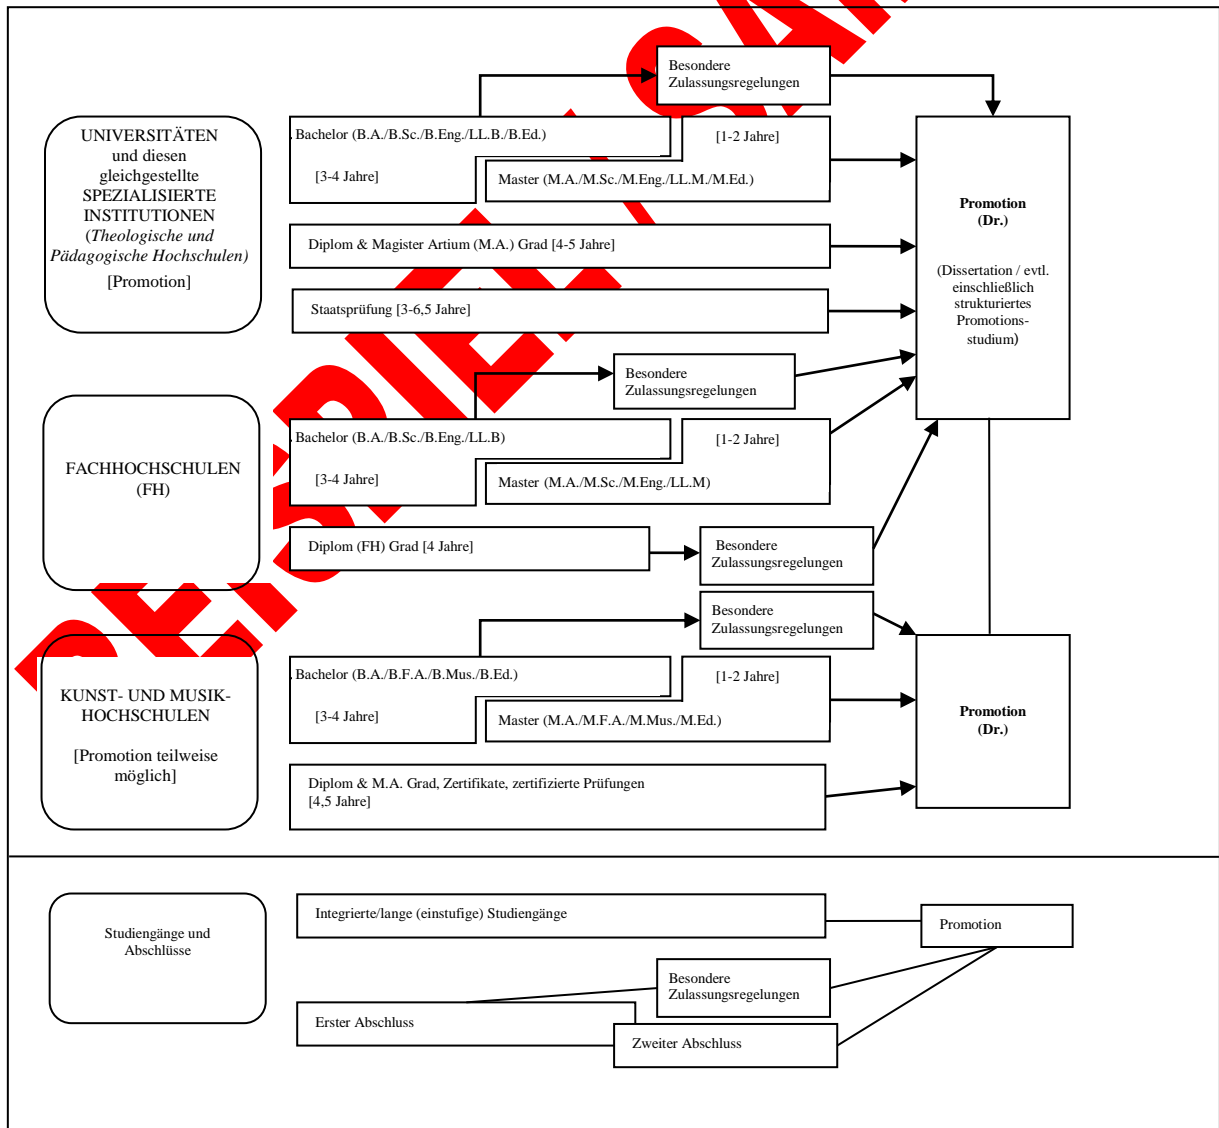 Besondere
Zulassungsregelungen
UNIVERSITÄTEN
und diesen
gleichgestellte
SPEZIALISIERTE
INSTITUTIONEN
(Theologische und
Pädagogische Hochschulen)
[Promotion]
Bachelor (B.A./B.Sc./B.Eng./LL.B./B.Ed.)
[1-2 Jahre]
[3-4 Jahre]
Master (M.A./M.Sc./M.Eng./LL.M./M.Ed.)
Diplom & Magister Artium (M.A.) Grad [4-5 Jahre]
Staatsprüfung [3-6,5 Jahre]
Promotion
(Dr.)
(Dissertation / evtl.
einschließlich
strukturiertes
Promotions-
studium)
Besondere
Zulassungsregelungen
FACHHOCHSCHULEN
(FH)
Bachelor (B.A./B.Sc./B.Eng./LL.B)
[1-2 Jahre]
[3-4 Jahre]
Master (M.A./M.Sc./M.Eng./LL.M)
Diplom (FH) Grad [4 Jahre]
Besondere
Zulassungsregelungen
Besondere
Zulassungsregelungen
KUNST- UND MUSIK-
HOCHSCHULEN
[Promotion teilweise
möglich]
Bachelor (B.A./B.F.A./B.Mus./B.Ed.)
[1-2 Jahre]
[3-4 Jahre]
Master (M.A./M.F.A./M.Mus./M.Ed.)
Diplom & M.A. Grad, Zertifikate, zertifizierte Prüfungen
[4,5 Jahre]
Promotion
(Dr.)
Studiengänge und
Abschlüsse
Integrierte/lange (einstufige) Studiengänge
Promotion
Besondere
Zulassungsregelungen
Erster Abschluss
Zweiter Abschluss